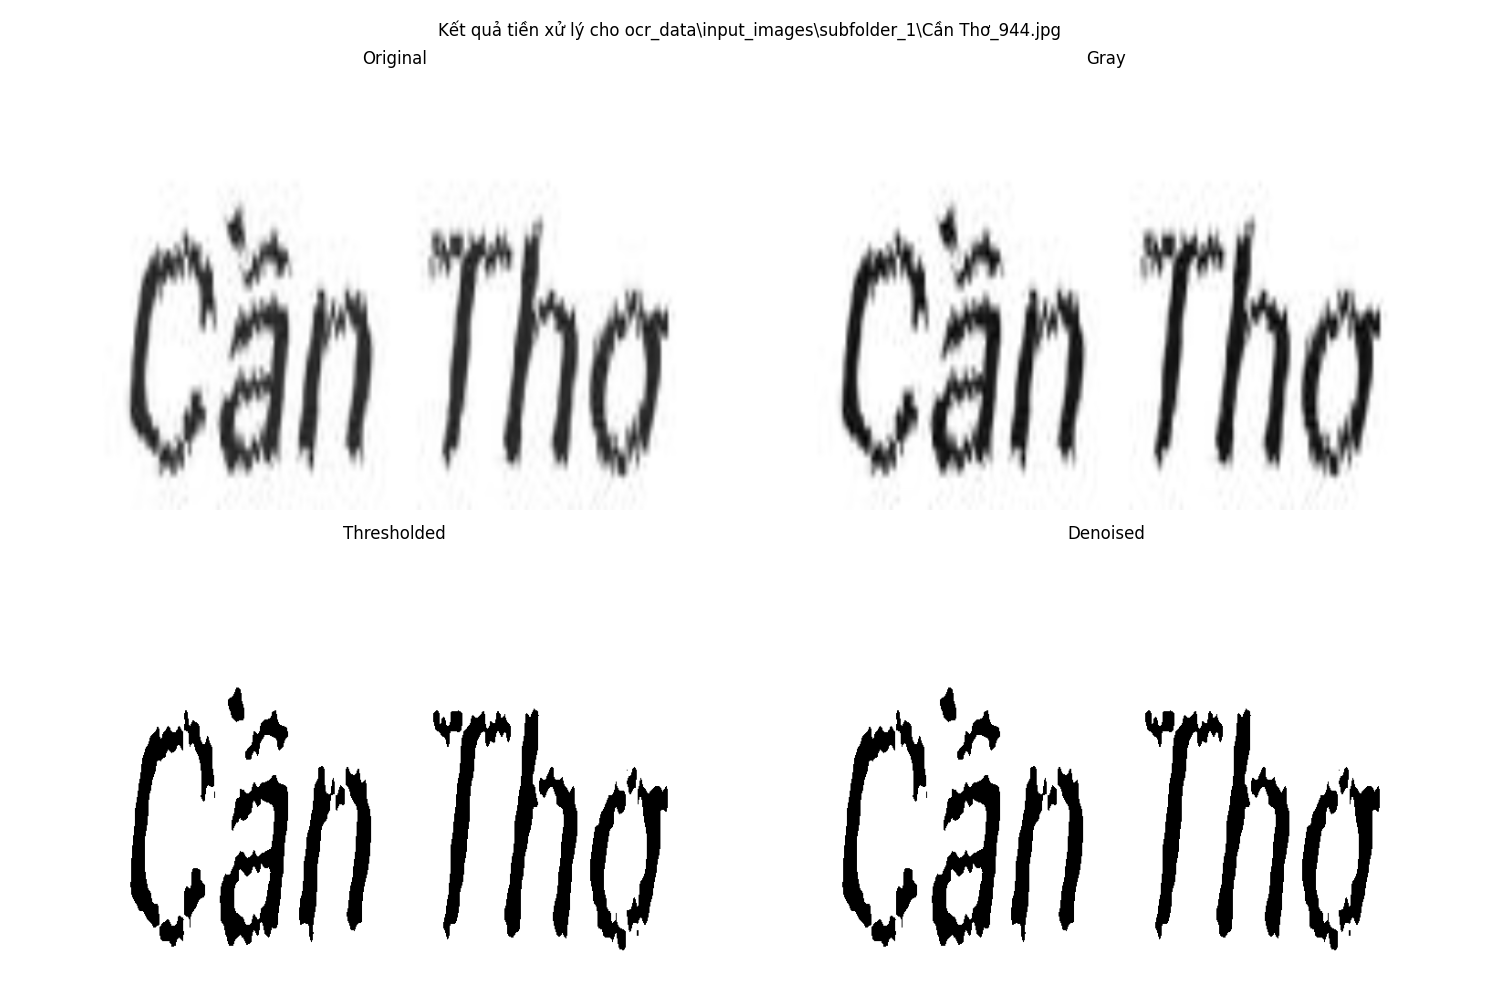 Kết quả tiền xử lý cho ocr_data\input_images\subfolder_1\Cần Thơ_944.jpg
Original
Gray
Cần Thơ
Cần Thơ
Thresholded
Denoised
Cần Thơ
Cần Thơ